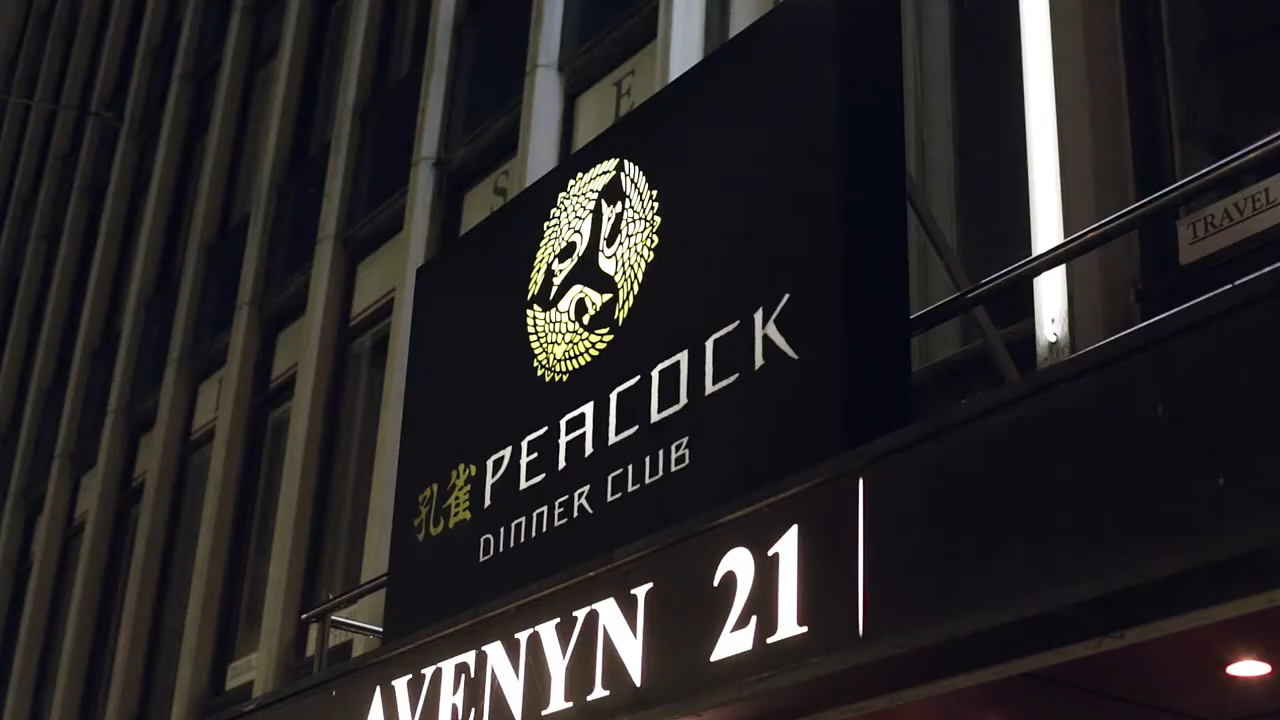 E
S
TRAVEL
孔雀 PEACOCK
DINNER CLUB
AVENYN 21